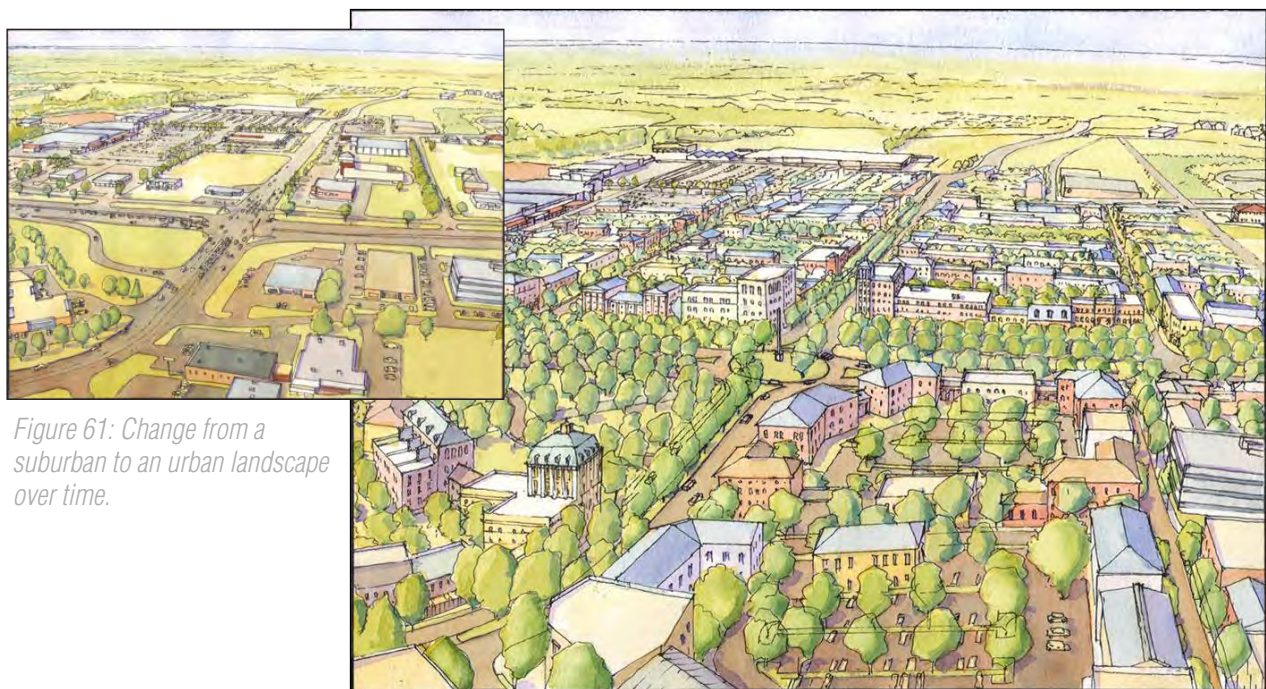 Figure 61: Change from a
suburban to an urban landscape
over time.